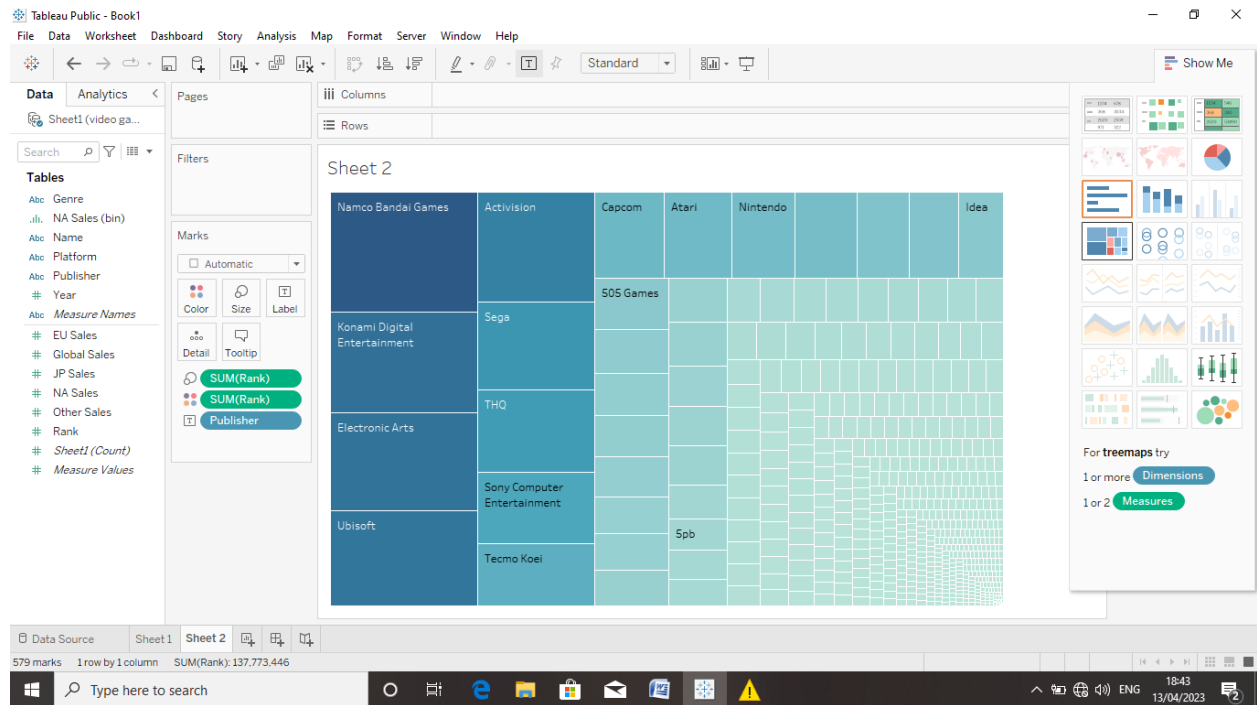 Tableau Public - Book1
File Data Worksheet Dashboard Story Analysis Map Format Server Window Help
Standard
Show Me
Data Analytics
Sheet1 (video ga...
Search
Tables
Abc Genre
NA Sales (bin)
Abc Name
Abc Platform
Abc Publisher
# Year
Abc Measure Names
# EU Sales
# Global Sales
# JP Sales
# NA Sales
# Other Sales
# Rank
# Sheet1 (Count)
# Measure Values
Pages
Filters
Marks
Automatic
Color Size Label
Detail Tooltip
SUM(Rank)
SUM(Rank)
Publisher
Columns
Rows
Sheet 2
Namco Bandai Games
Konami Digital
Entertainment
Electronic Arts
Ubisoft
Activision
Sega
THQ
Sony Computer
Entertainment
Tecmo Koei
Capcom
Atari
Nintendo
Idea
505 Games
5pb
For treemaps try
1 or more Dimensions
1 or 2 Measures
Data Source Sheet 1 Sheet 2
579 marks 1 row by 1 column SUM(Rank): 137,773,446
Type here to search
ENG
18:43
13/04/2023
2